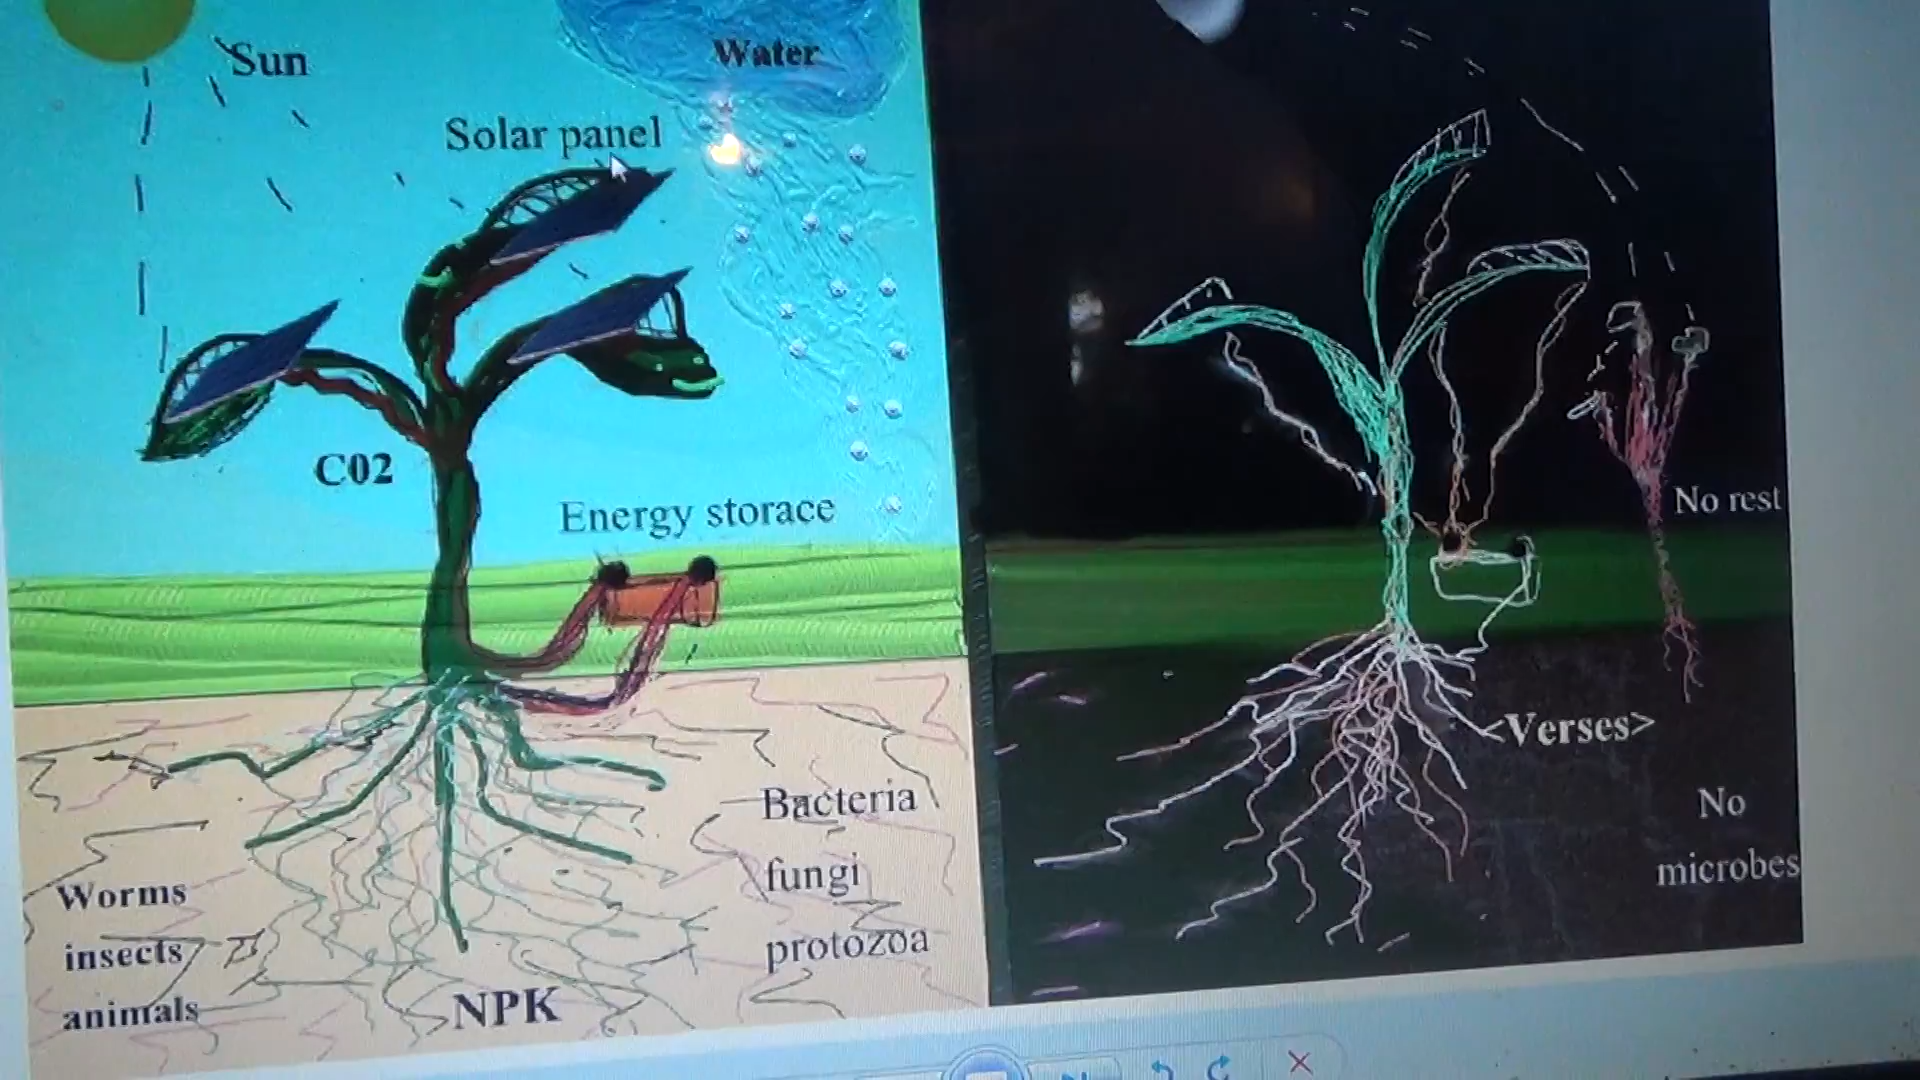 Sun
Water
Solar panel
C02
Energy storace
Bacteria
fungi
protozoa
Worms
insects
animals
NPK
No rest
<Verses>
No
microbes